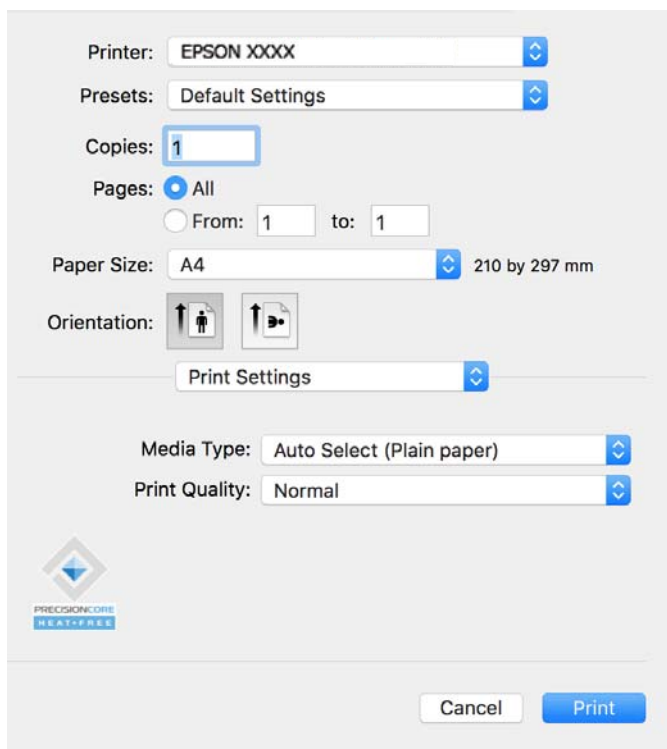 Printer: EPSON XXXX
Presets: Default Settings
Copies: 1
Pages: All
From: 1 to: 1
Paper Size: A4 210 by 297 mm
Orientation:
Print Settings
Media Type: Auto Select (Plain paper)
Print Quality: Normal
PRECISIONCORE
HEAT-FREE
Cancel Print